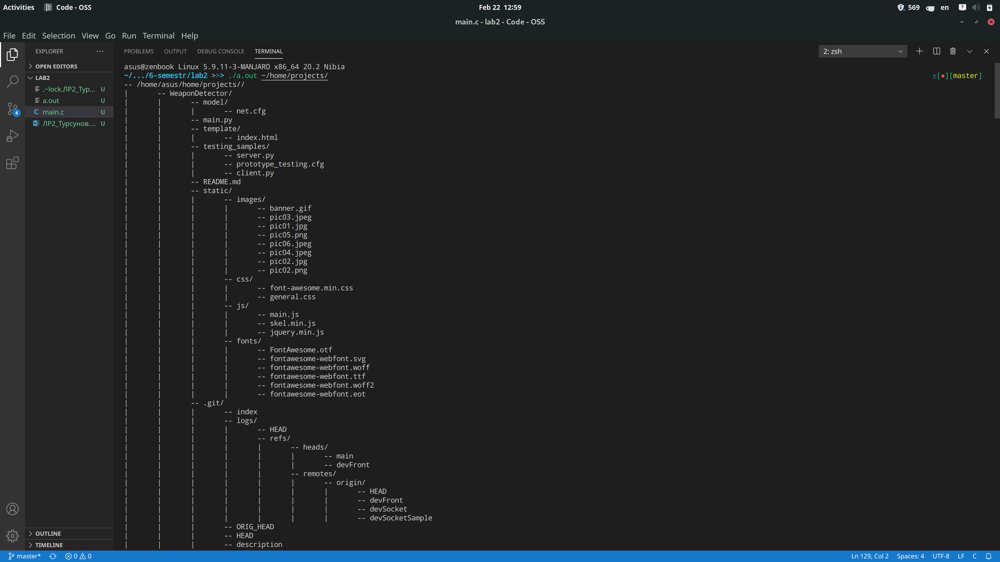 Activities Code - OSS Feb 22 12:59 569 en
main.c - lab2 - Code - OSS
File Edit Selection View Go Run Terminal Help
EXPLORER ...
OPEN EDITORS
LAB2
.~lock.ЛР2_Тур... U
a.out U
C main.c U
ЛР2_Турсунов.... U
4
OUTLINE
TIMELINE
PROBLEMS OUTPUT DEBUG CONSOLE TERMINAL 2: zsh
asus@zenbook Linux 5.9.11-3-MANJARO x86_64 20.2 Nibia
~/.../6-semestr/lab2 >>> ./a.out ~/home/projects/ ±[●][master]
-- /home/asus/home/projects//
| -- WeaponDetector/
| | -- model/
| | | -- net.cfg
| | -- main.py
| | -- template/
| | | -- index.html
| | -- testing_samples/
| | | -- server.py
| | | -- prototype_testing.cfg
| | | -- client.py
| | -- README.md
| | -- static/
| | | -- images/
| | | | -- banner.gif
| | | | -- pic03.jpeg
| | | | -- pic01.jpg
| | | | -- pic05.png
| | | | -- pic06.jpeg
| | | | -- pic04.jpeg
| | | | -- pic02.jpg
| | | | -- pic02.png
| | | -- css/
| | | | -- font-awesome.min.css
| | | | -- general.css
| | | -- js/
| | | | -- main.js
| | | | -- skel.min.js
| | | | -- jquery.min.js
| | | -- fonts/
| | | | -- FontAwesome.otf
| | | | -- fontawesome-webfont.svg
| | | | -- fontawesome-webfont.woff
| | | | -- fontawesome-webfont.ttf
| | | | -- fontawesome-webfont.woff2
| | | | -- fontawesome-webfont.eot
| | -- .git/
| | | -- index
| | | -- logs/
| | | | -- HEAD
| | | | -- refs/
| | | | | -- heads/
| | | | | | -- main
| | | | | | -- devFront
| | | | | -- remotes/
| | | | | | -- origin/
| | | | | | | -- HEAD
| | | | | | | -- devFront
| | | | | | | -- devSocket
| | | | | | | -- devSocketSample
| | | -- ORIG_HEAD
| | | -- HEAD
| | | -- description
master* 0 0 Ln 129, Col 2 Spaces: 4 UTF-8 LF C